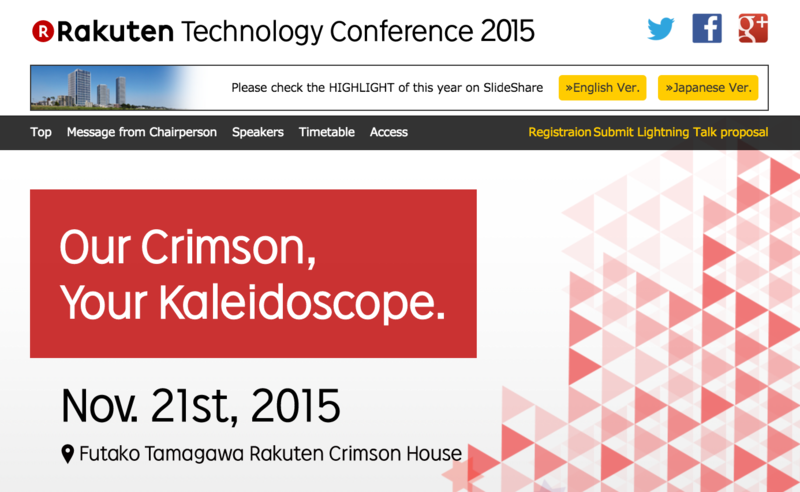 R Rakuten Technology Conference 2015
Please check the HIGHLIGHT of this year on SlideShare »English Ver. »Japanese Ver.
Top Message from Chairperson Speakers Timetable Access Registraion Submit Lightning Talk proposal
Our Crimson,
Your Kaleidoscope.
Nov. 21st, 2015
Futako Tamagawa Rakuten Crimson House